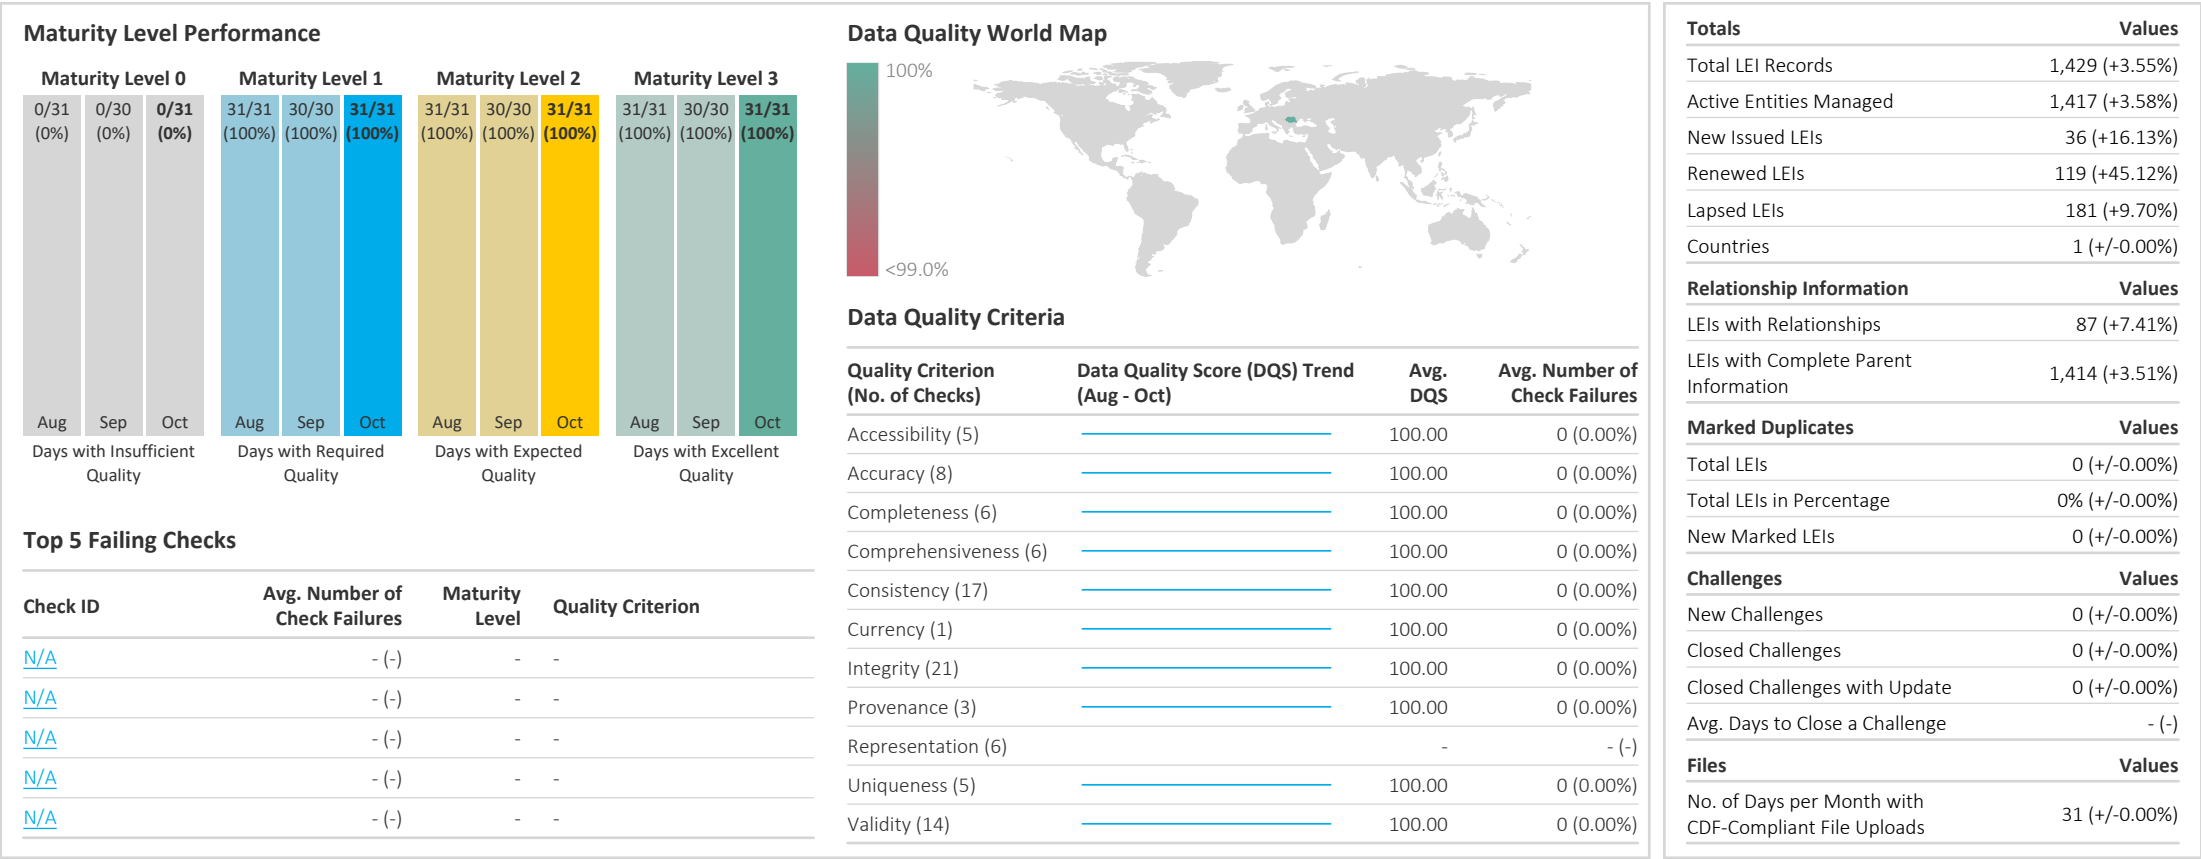 Maturity Level Performance
Maturity Level 0
Maturity Level 1
Maturity Level 2
Maturity Level 3
0/31 0/30 0/31
(0%) (0%) (0%)
31/31 30/30 31/31
(100%) (100%) (100%)
31/31 30/30 31/31
(100%) (100%) (100%)
31/31 30/30 31/31
(100%) (100%) (100%)
Aug Sep Oct
Aug Sep Oct
Aug Sep Oct
Aug Sep Oct
Days with Insufficient
Quality
Days with Required
Quality
Days with Expected
Quality
Days with Excellent
Quality
Top 5 Failing Checks
Check ID
Avg. Number of
Check Failures
Maturity
Level
Quality Criterion
N/A - (-) - -
N/A - (-) - -
N/A - (-) - -
N/A - (-) - -
N/A - (-) - -
Data Quality World Map
100%
<99.0%
Data Quality Criteria
Quality Criterion
(No. of Checks)
Data Quality Score (DQS) Trend
(Aug - Oct)
Avg.
DQS
Avg. Number of
Check Failures
Accessibility (5) 100.00 0 (0.00%)
Accuracy (8) 100.00 0 (0.00%)
Completeness (6) 100.00 0 (0.00%)
Comprehensiveness (6) 100.00 0 (0.00%)
Consistency (17) 100.00 0 (0.00%)
Currency (1) 100.00 0 (0.00%)
Integrity (21) 100.00 0 (0.00%)
Provenance (3) 100.00 0 (0.00%)
Representation (6) - - (-)
Uniqueness (5) 100.00 0 (0.00%)
Validity (14) 100.00 0 (0.00%)
Totals Values
Total LEI Records 1,429 (+3.55%)
Active Entities Managed 1,417 (+3.58%)
New Issued LEIs 36 (+16.13%)
Renewed LEIs 119 (+45.12%)
Lapsed LEIs 181 (+9.70%)
Countries 1 (+/-0.00%)
Relationship Information Values
LEIs with Relationships 87 (+7.41%)
LEIs with Complete Parent
Information 1,414 (+3.51%)
Marked Duplicates Values
Total LEIs 0 (+/-0.00%)
Total LEIs in Percentage 0% (+/-0.00%)
New Marked LEIs 0 (+/-0.00%)
Challenges Values
New Challenges 0 (+/-0.00%)
Closed Challenges 0 (+/-0.00%)
Closed Challenges with Update 0 (+/-0.00%)
Avg. Days to Close a Challenge - (-)
Files Values
No. of Days per Month with
CDF-Compliant File Uploads 31 (+/-0.00%)